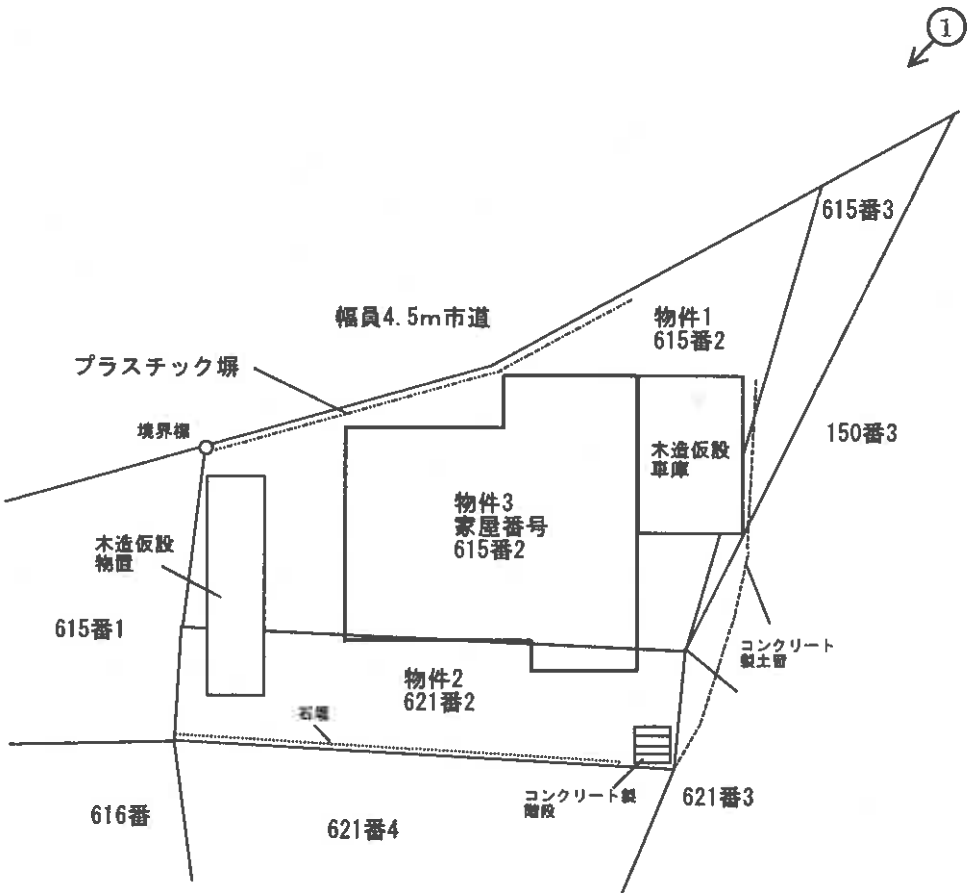 ①
615番3
幅員4.5m市道
物件1
615番2
プラスチック塀
境界標
150番3
木造仮設
車庫
物件3
家屋番号
615番2
木造仮設
物置
615番1
コンクリート
製土留
物件2
621番2
石堀
コンクリート製
階段
621番3
616番
621番4